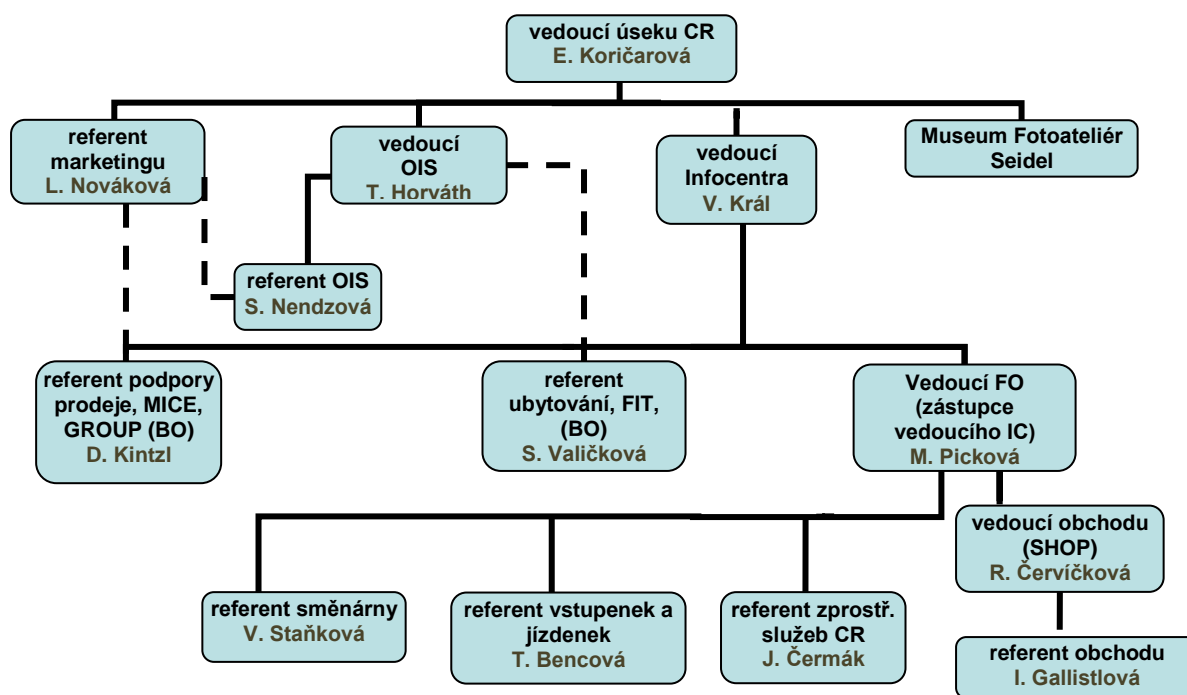 vedoucí úseku CR
E. Koričarová
referent
marketingu
L. Nováková
vedoucí
OIS
T. Horváth
vedoucí
Infocentra
V. Král
Museum Fotoateliér
Seidel
referent OIS
S. Nendzová
referent podpory
prodeje, MICE,
GROUP (BO)
D. Kintzl
referent
ubytování, FIT,
(BO)
S. Valičková
Vedoucí FO
(zástupce
vedoucího IC)
M. Picková
vedoucí obchodu
(SHOP)
R. Červíčková
referent směnárny
V. Staňková
referent vstupenek a
jízdenek
T. Bencová
referent zprostř.
služeb CR
J. Čermák
referent obchodu
I. Gallistlová